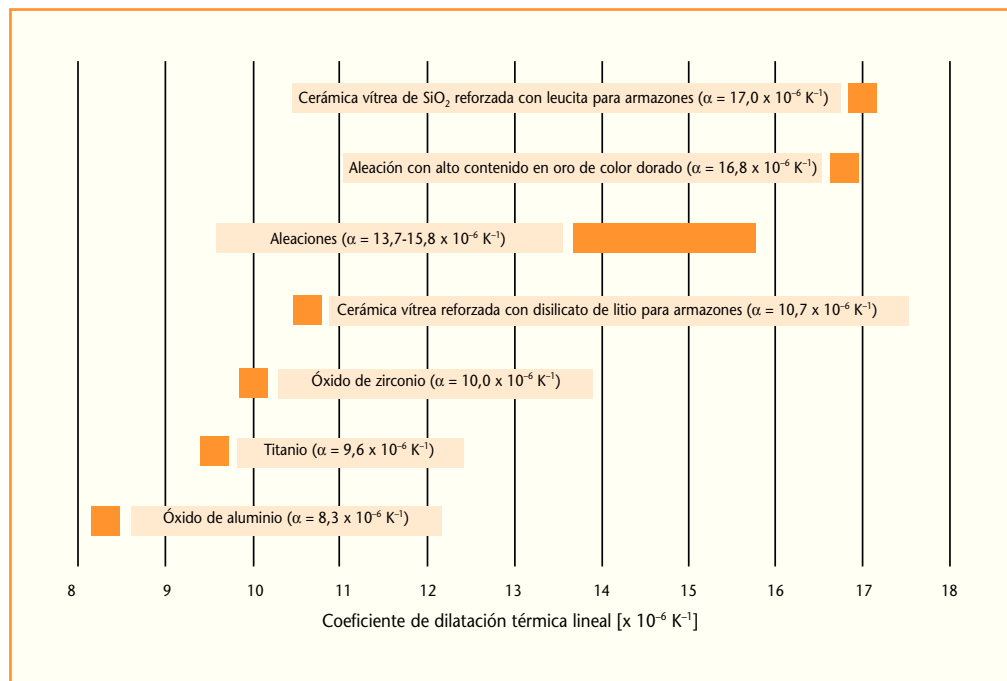 Cerámica vítrea de SiO₂ reforzada con leucita para armazones (α = 17,0 x 10⁻⁶ K⁻¹)
Aleación con alto contenido en oro de color dorado (α = 16,8 x 10⁻⁶ K⁻¹)
Aleaciones (α = 13,7-15,8 x 10⁻⁶ K⁻¹)
Cerámica vítrea reforzada con disilicato de litio para armazones (α = 10,7 x 10⁻⁶ K⁻¹)
Óxido de zirconio (α = 10,0 x 10⁻⁶ K⁻¹)
Titanio (α = 9,6 x 10⁻⁶ K⁻¹)
Óxido de aluminio (α = 8,3 x 10⁻⁶ K⁻¹)
8 9 10 11 12 13 14 15 16 17 18
Coeficiente de dilatación térmica lineal [x 10⁻⁶ K⁻¹]